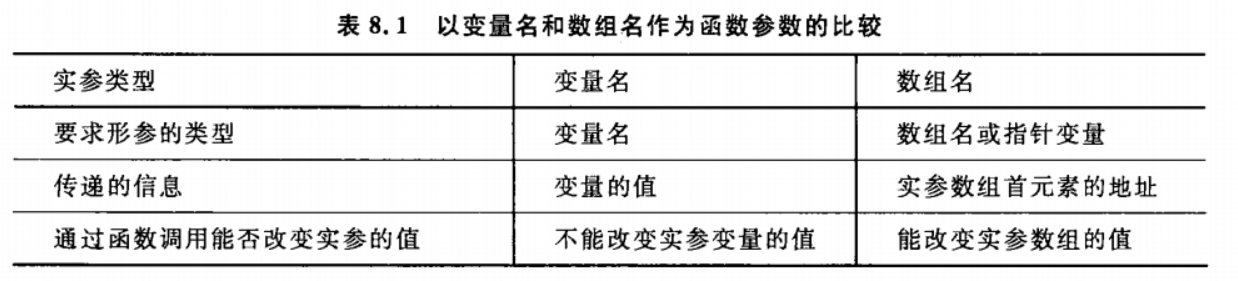 表 8.1 以变量名和数组名作为函数参数的比较
实参类型 变量名 数组名
要求形参的类型 变量名 数组名或指针变量
传递的信息 变量的值 实参数组首元素的地址
通过函数调用能否改变实参的值 不能改变实参变量的值 能改变实参数组的值